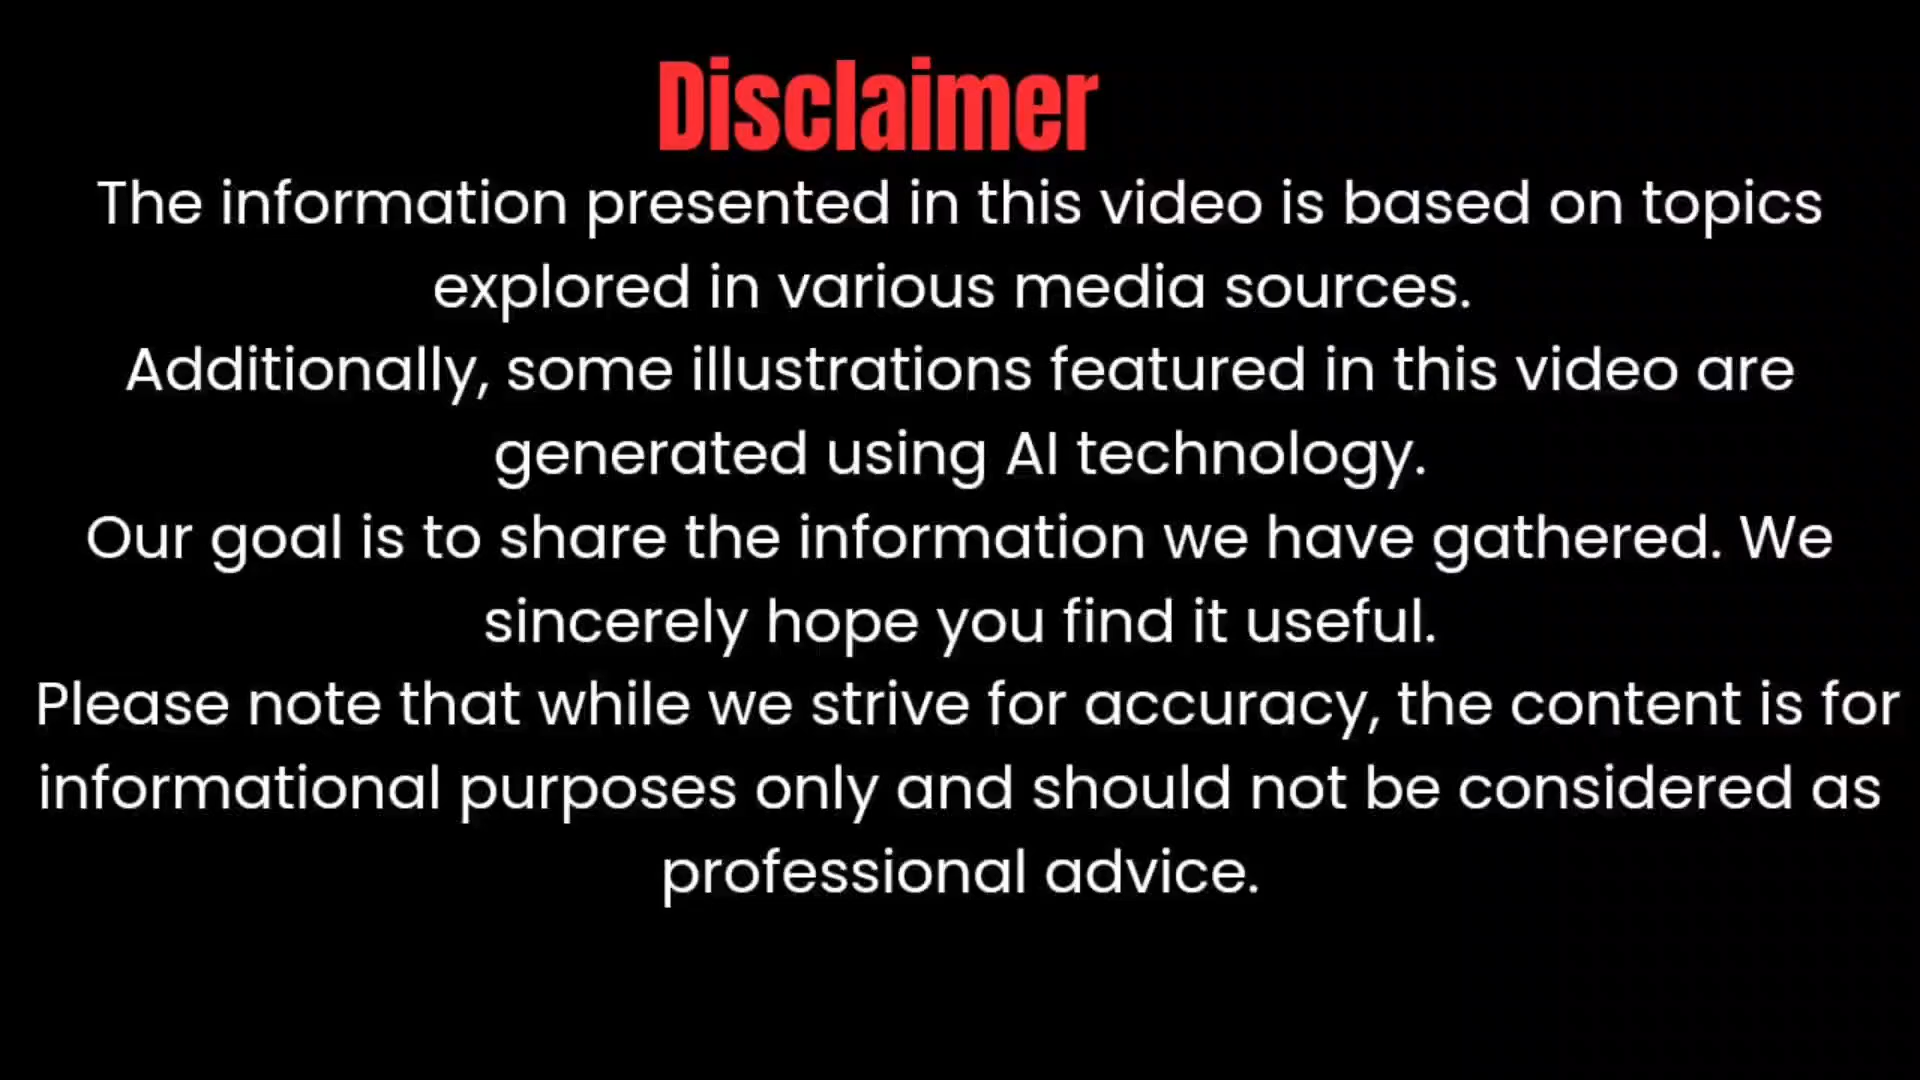 Disclaimer
The information presented in this video is based on topics
explored in various media sources.
Additionally, some illustrations featured in this video are
generated using AI technology.
Our goal is to share the information we have gathered. We
sincerely hope you find it useful.
Please note that while we strive for accuracy, the content is for
informational purposes only and should not be considered as
professional advice.